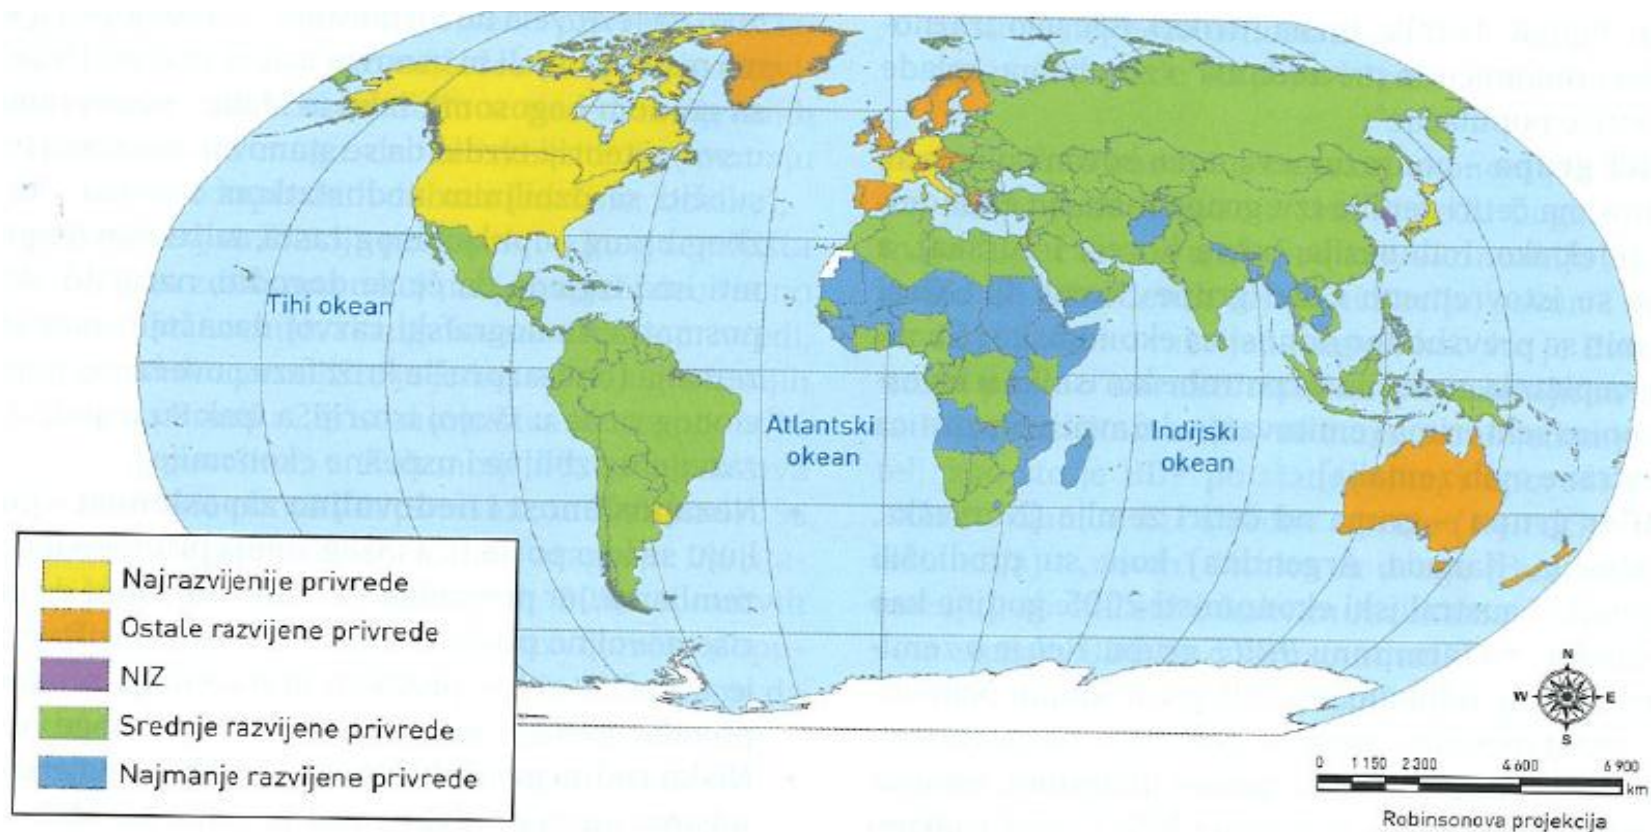 Tihi okean
Atlantski
okean
Indijski
okean
Najrazvijenije privrede
Ostale razvijene privrede
NIZ
Srednje razvijene privrede
Najmanje razvijene privrede
N
W E
S
0 1 150 2 300 4 600 6 900
km
Robinsonova projekcija